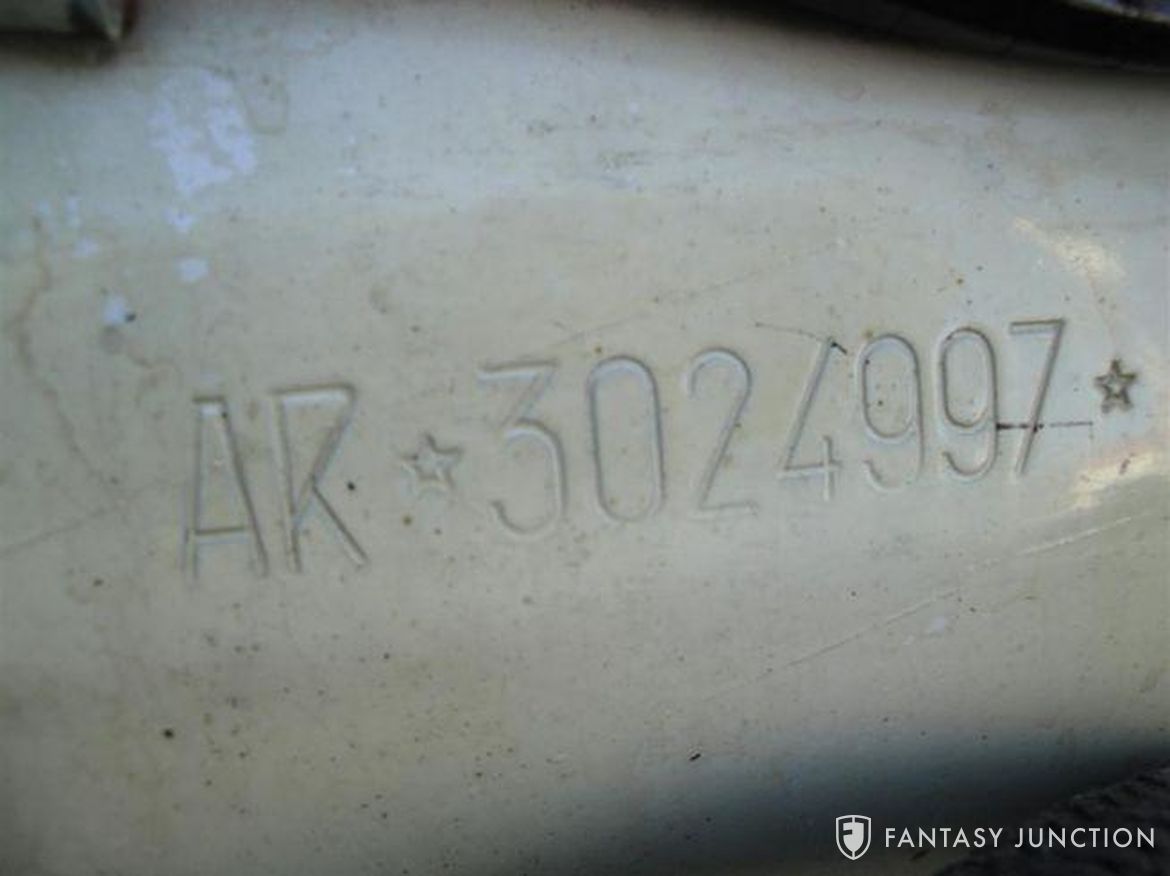 AR ☆ 3024997 ☆
FANTASY JUNCTION